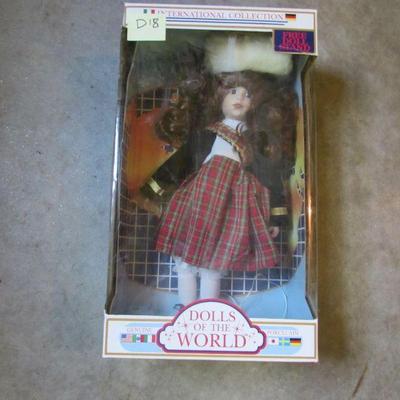 INTERNATIONAL COLLECTION
D18
FREE
DOLL
STAND
DOLLS
OF THE
WORLD
GENUINE
PORCELAIN